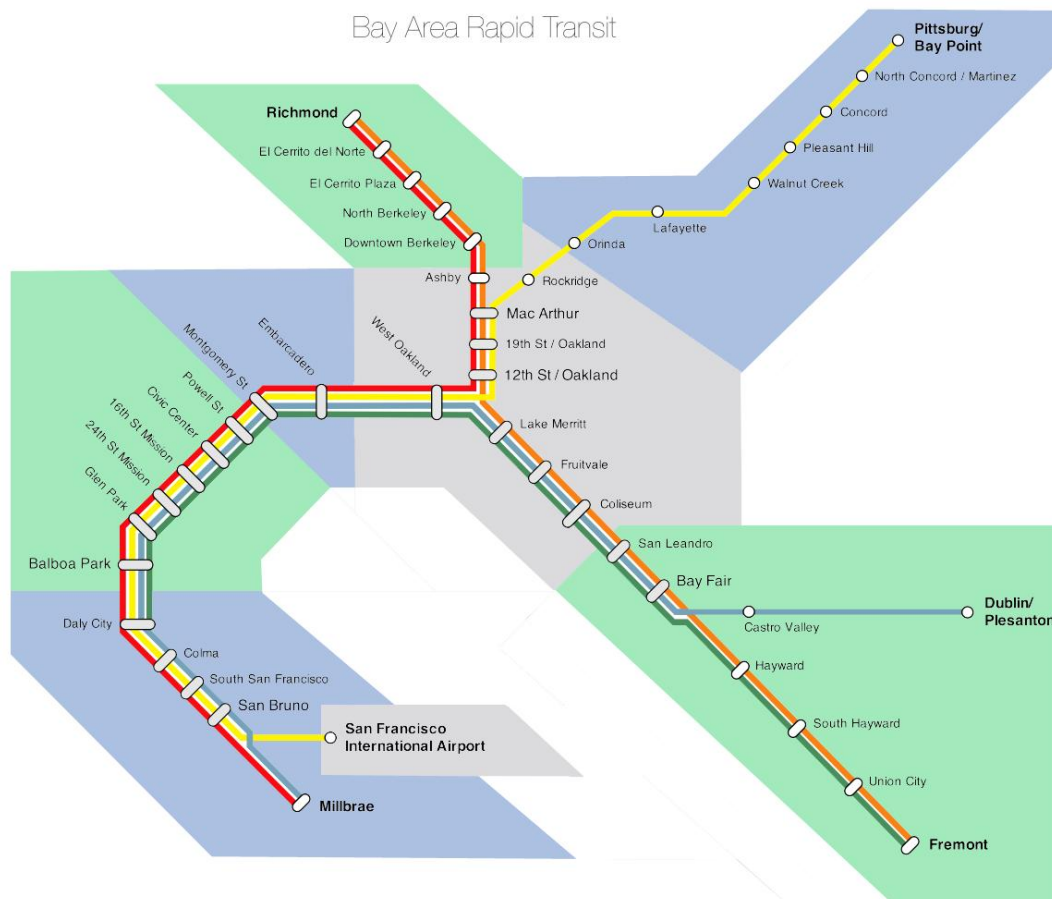 Bay Area Rapid Transit
Pittsburg/
Bay Point
North Concord / Martinez
Concord
Pleasant Hill
Walnut Creek
Lafayette
Orinda
Rockridge
Richmond
El Cerrito del Norte
El Cerrito Plaza
North Berkeley
Downtown Berkeley
Ashby
Mac Arthur
19th St / Oakland
12th St / Oakland
West Oakland
Embarcadero
Montgomery St
Powell St
Civic Center
16th St Mission
24th St Mission
Glen Park
Balboa Park
Daly City
Colma
South San Francisco
San Bruno
San Francisco
International Airport
Millbrae
Lake Merritt
Fruitvale
Coliseum
San Leandro
Bay Fair
Castro Valley
Dublin/
Plesanton
Hayward
South Hayward
Union City
Fremont